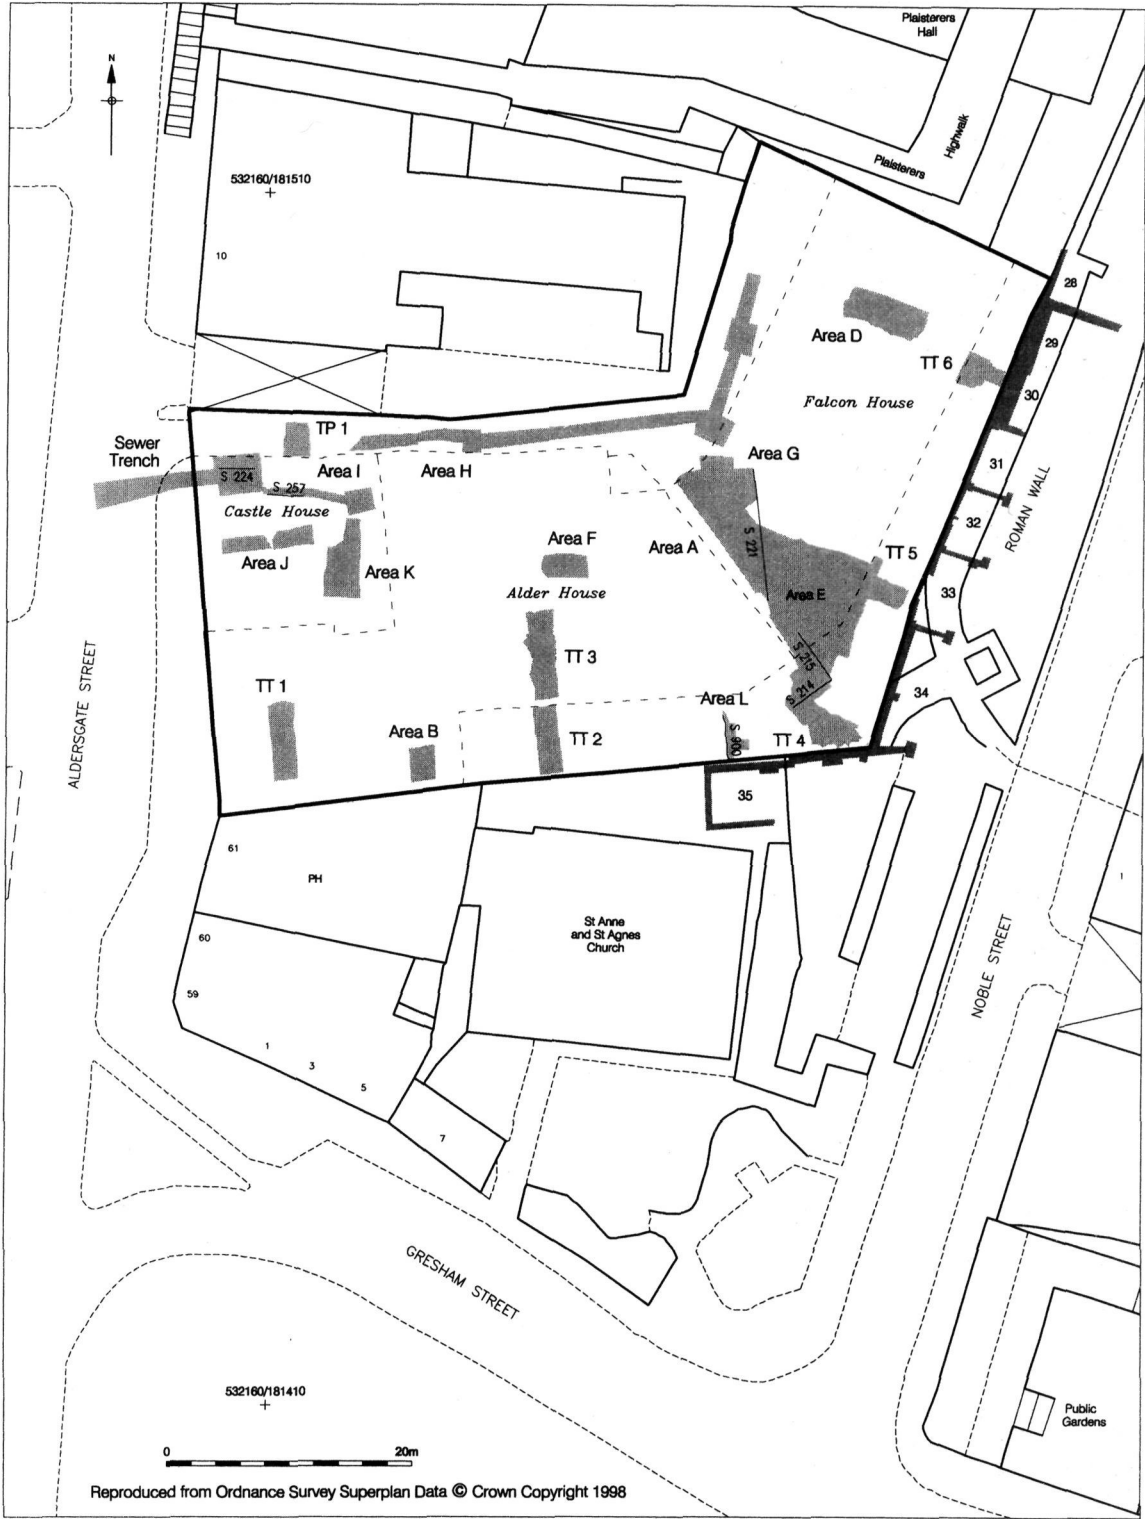 Plaisterers
Hall
N
Highwalk
Plaisterers
532160/181510
10
28
29
Area D
TT 6
30
Falcon House
TP 1
Sewer
Trench
Area I
Area H
Area G
31
S 224
S 257
Castle House
32
ROMAN WALL
S 221
Area F
Area A
TT 5
Area J
Area K
Alder House
Area E
33
S 215
TT 3
S 214
34
ALDERSGATE STREET
TT 1
Area L
Area B
TT 2
S 006
TT 4
35
61
PH
1
St Anne
and St Agnes
Church
60
59
NOBLE STREET
1
3
5
7
GRESHAM STREET
532160/181410
Public
Gardens
0 20m
Reproduced from Ordnance Survey Superplan Data © Crown Copyright 1998